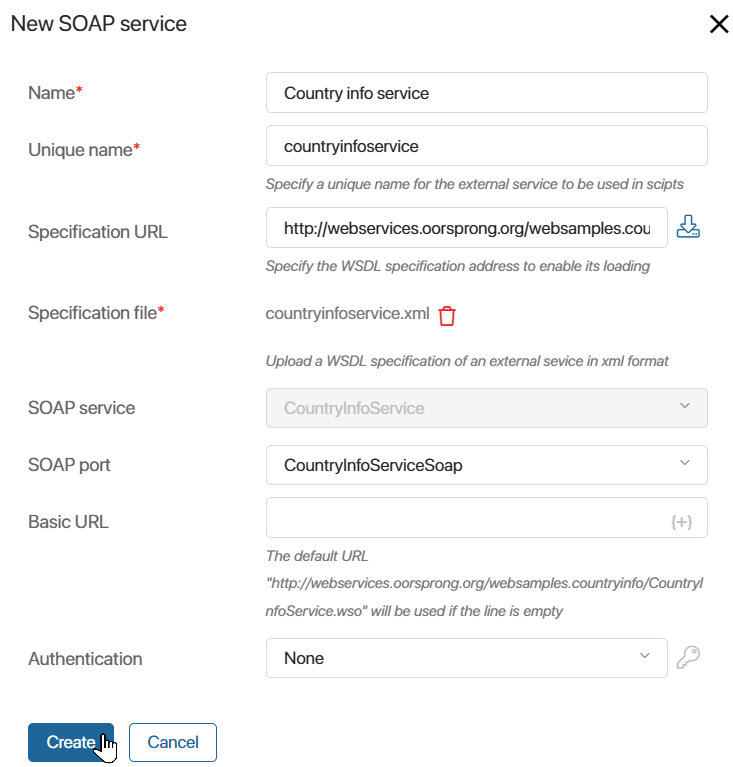 New SOAP service
Name* Country info service
Unique name* countryinfoservice
Specify a unique name for the external service to be used in scipts
Specification URL http://webservices.oorsprong.org/websamples.cou
Specify the WSDL specification address to enable its loading
Specification file* countryinfoservice.xml
Upload a WSDL specification of an external sevice in xml format
SOAP service CountryInfoService
SOAP port CountryInfoServiceSoap
Basic URL {+}
The default URL
"http://webservices.oorsprong.org/websamples.countryinfo/CountryI
nfoService.wso" will be used if the line is empty
Authentication None
Create Cancel